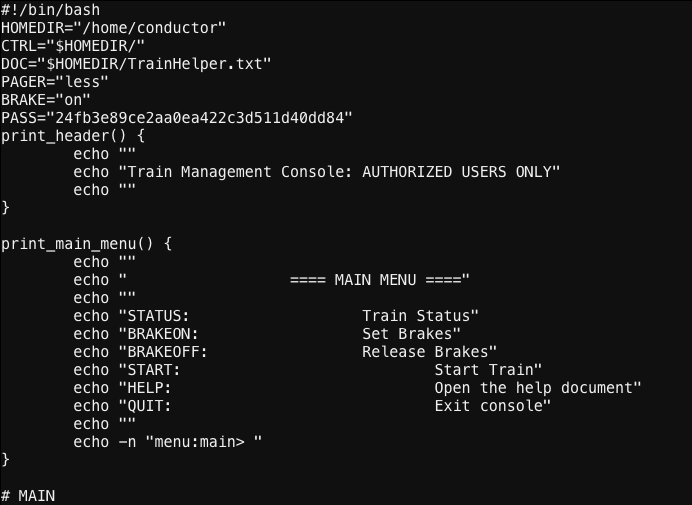 #!/bin/bash
HOMEDIR="/home/conductor"
CTRL="$HOMEDIR/"
DOC="$HOMEDIR/TrainHelper.txt"
PAGER="less"
BRAKE="on"
PASS="24fb3e89ce2aa0ea422c3d511d40dd84"
print_header() {
        echo ""
        echo "Train Management Console: AUTHORIZED USERS ONLY"
        echo ""
}

print_main_menu() {
        echo ""
        echo "                  ==== MAIN MENU ===="
        echo ""
        echo "STATUS:                   Train Status"
        echo "BRAKEON:                  Set Brakes"
        echo "BRAKEOFF:                 Release Brakes"
        echo "START:                            Start Train"
        echo "HELP:                             Open the help document"
        echo "QUIT:                             Exit console"
        echo ""
        echo -n "menu:main> "
}

# MAIN